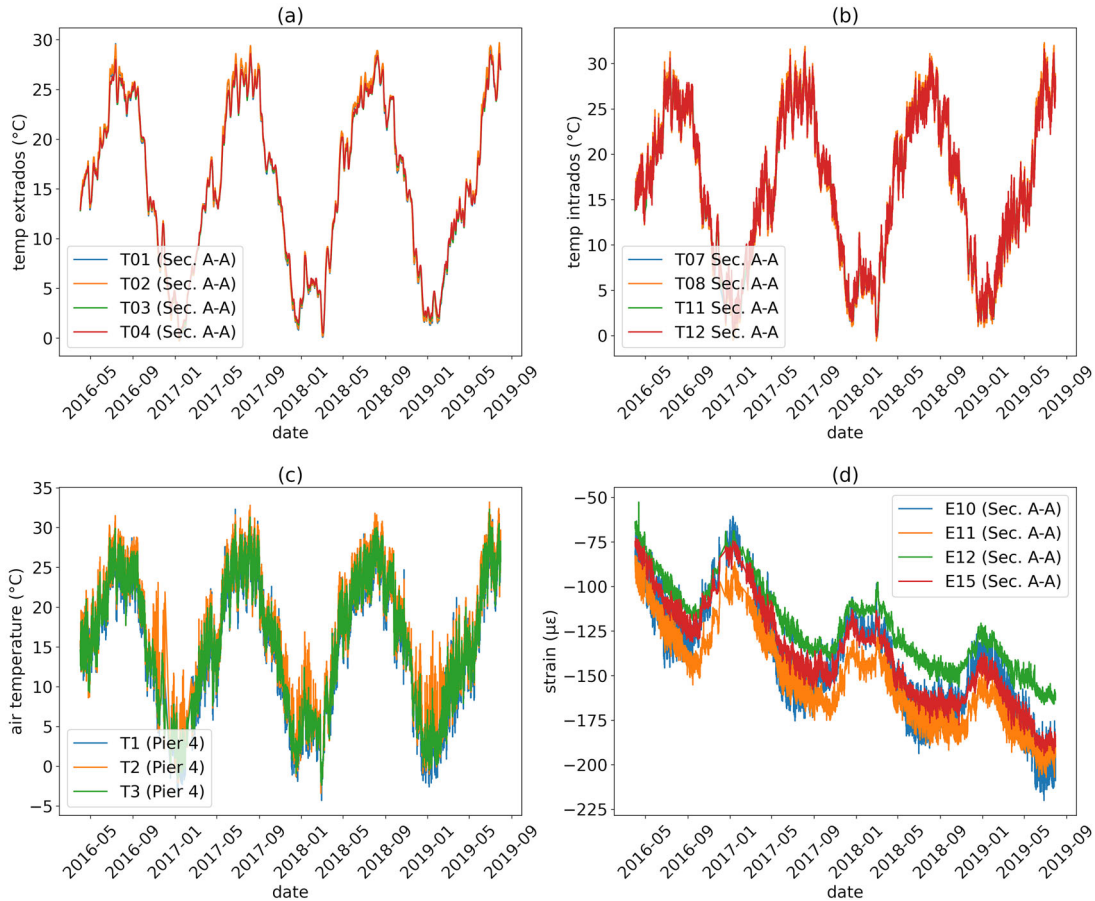 (a)
30
25
20
15
10
5
0
temp extrados (°C)
T01 (Sec. A-A)
T02 (Sec. A-A)
T03 (Sec. A-A)
T04 (Sec. A-A)
2016-05
2016-09
2017-01
2017-05
2017-09
2018-01
2018-05
2018-09
2019-01
2019-05
2019-09
date
(b)
30
25
20
15
10
5
0
temp intrados (°C)
T07 Sec. A-A
T08 Sec. A-A
T11 Sec. A-A
T12 Sec. A-A
2016-05
2016-09
2017-01
2017-05
2017-09
2018-01
2018-05
2018-09
2019-01
2019-05
2019-09
date
(c)
35
30
25
20
15
10
5
0
−5
air temperature (°C)
T1 (Pier 4)
T2 (Pier 4)
T3 (Pier 4)
2016-05
2016-09
2017-01
2017-05
2017-09
2018-01
2018-05
2018-09
2019-01
2019-05
2019-09
date
(d)
−50
−75
−100
−125
−150
−175
−200
−225
strain (με)
E10 (Sec. A-A)
E11 (Sec. A-A)
E12 (Sec. A-A)
E15 (Sec. A-A)
2016-05
2016-09
2017-01
2017-05
2017-09
2018-01
2018-05
2018-09
2019-01
2019-05
2019-09
date